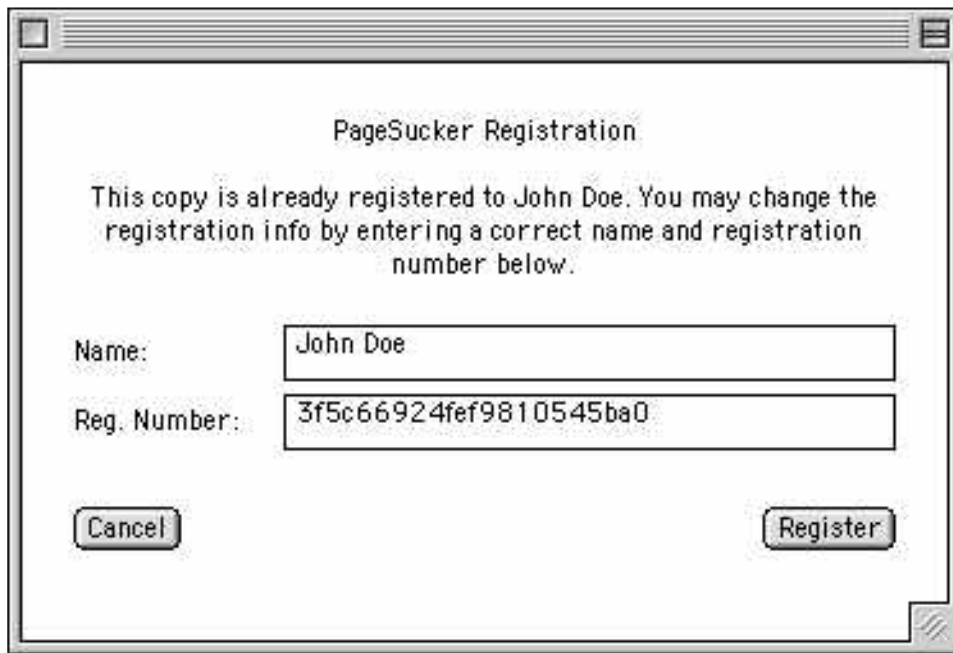 PageSucker Registration
This copy is already registered to John Doe. You may change the
registration info by entering a correct name and registration
number below.
Name:
John Doe
Reg. Number:
3f5c66924fef9810545ba0
Cancel
Register